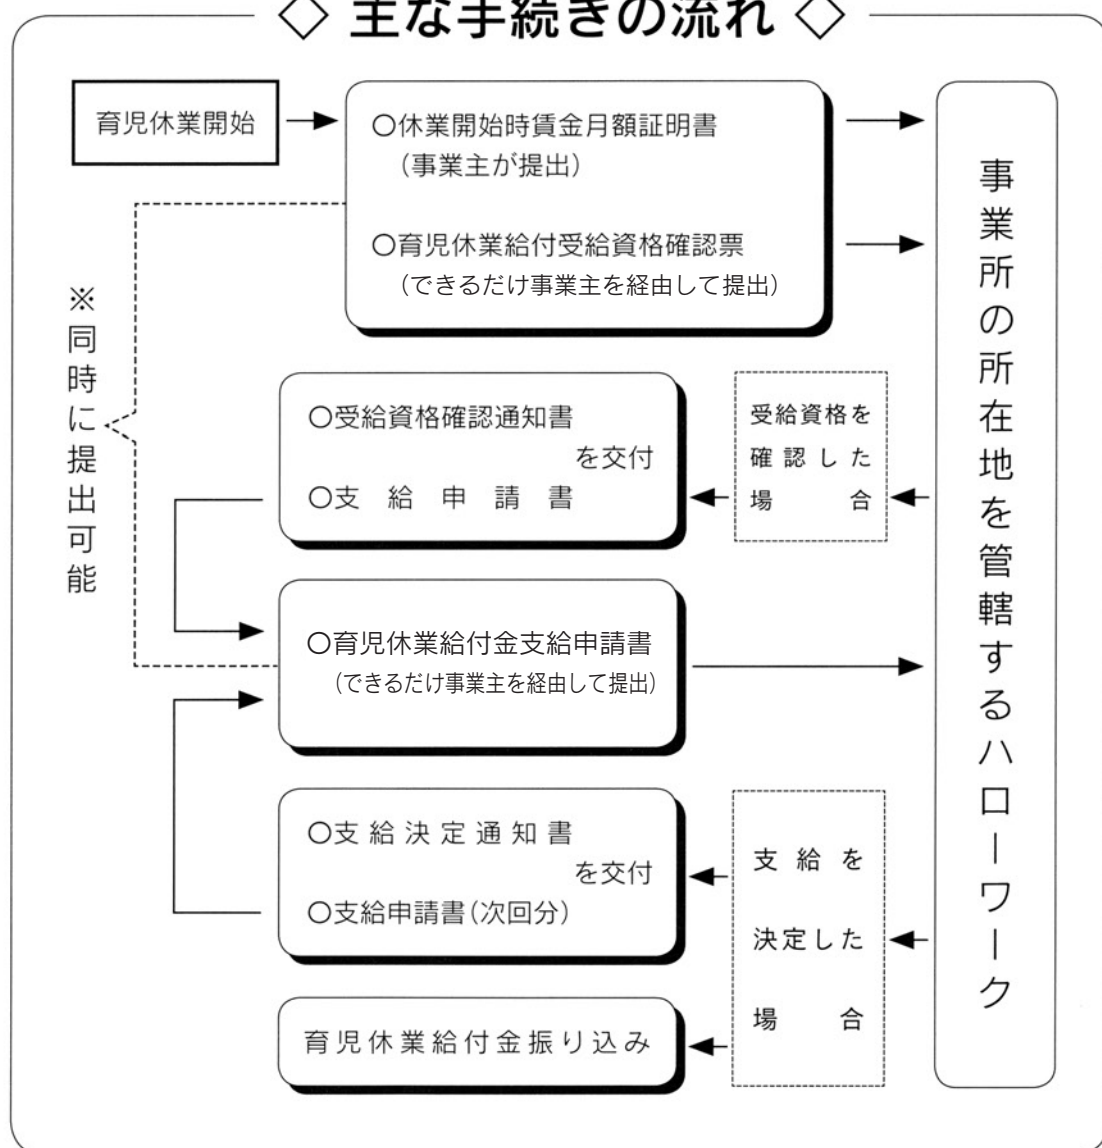 ◇ 主な手続きの流れ ◇
育児休業開始
○休業開始時賃金月額証明書
(事業主が提出)
○育児休業給付受給資格確認票
(できるだけ事業主を経由して提出)
※同時に提出可能
○受給資格確認通知書
を交付
○支給申請書
受給資格を
確認した
場合
○育児休業給付金支給申請書
(できるだけ事業主を経由して提出)
○支給決定通知書
を交付
○支給申請書(次回分)
支給を
決定した
場合
育児休業給付金振り込み
事業所の所在地を管轄するハローワーク